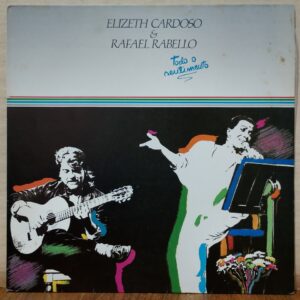 ELIZETH CARDOSO
&
RAFAEL RABELLO
Todo o
sentimento